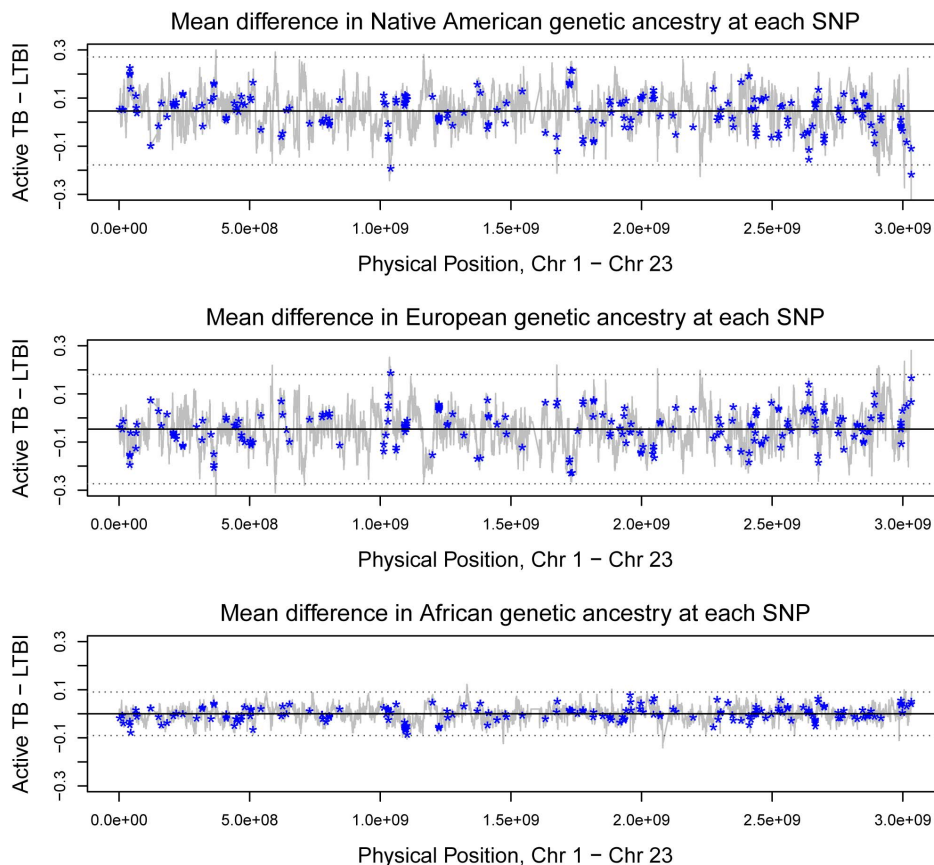 Mean difference in Native American genetic ancestry at each SNP
Active TB − LTBI
0.3
0.1
−0.1
−0.3
0.0e+00 5.0e+08 1.0e+09 1.5e+09 2.0e+09 2.5e+09 3.0e+09
Physical Position, Chr 1 − Chr 23
Mean difference in European genetic ancestry at each SNP
Active TB − LTBI
0.3
0.1
−0.1
−0.3
0.0e+00 5.0e+08 1.0e+09 1.5e+09 2.0e+09 2.5e+09 3.0e+09
Physical Position, Chr 1 − Chr 23
Mean difference in African genetic ancestry at each SNP
Active TB − LTBI
0.3
0.1
−0.1
−0.3
0.0e+00 5.0e+08 1.0e+09 1.5e+09 2.0e+09 2.5e+09 3.0e+09
Physical Position, Chr 1 − Chr 23